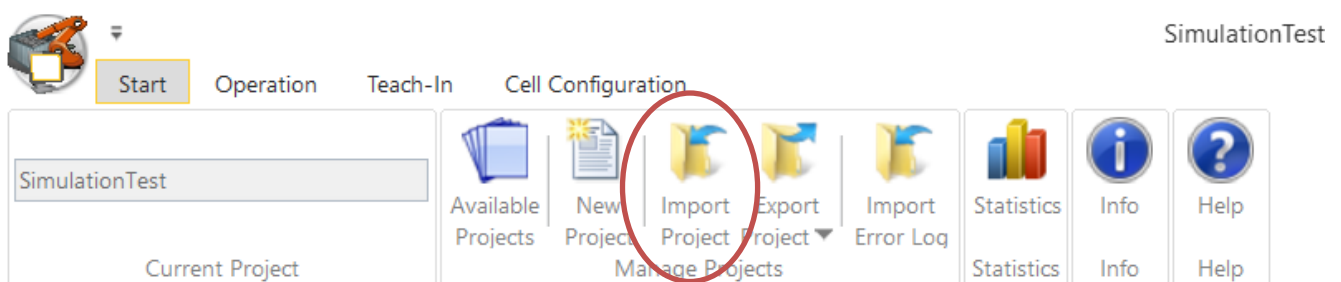 SimulationTest
Start Operation Teach-In Cell Configuration
SimulationTest
Current Project
Available
Projects
New
Project
Import
Project
Export
Project
Import
Error Log
Manage Projects
Statistics
Statistics
Info
Info
Help
Help